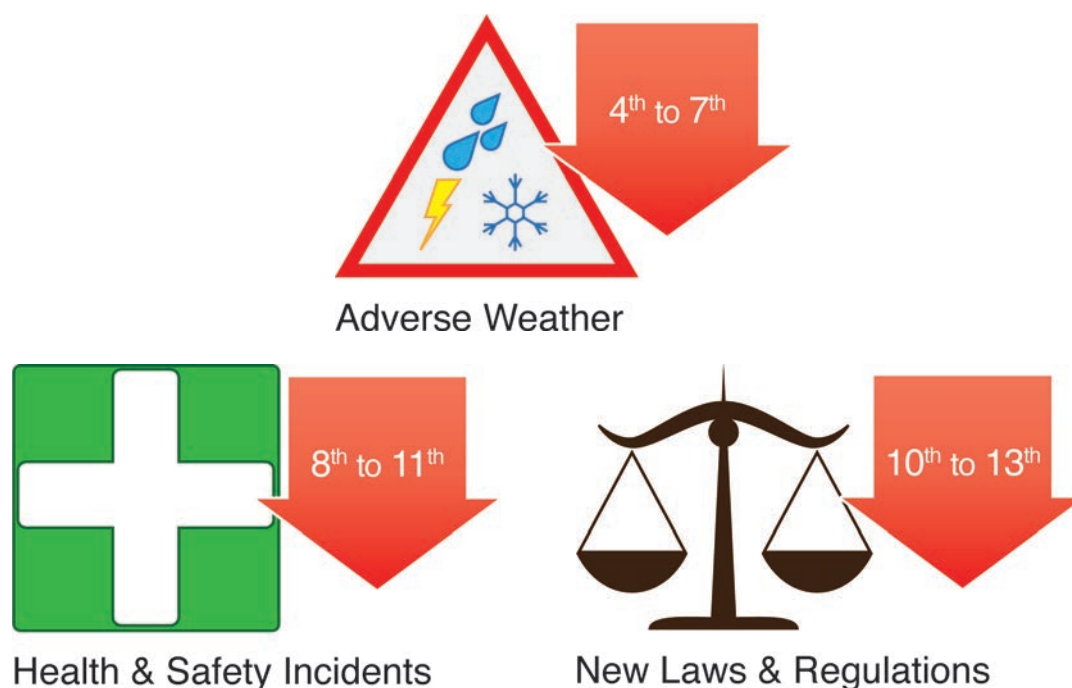 4th to 7th
Adverse Weather
8th to 11th
10th to 13th
Health & Safety Incidents
New Laws & Regulations